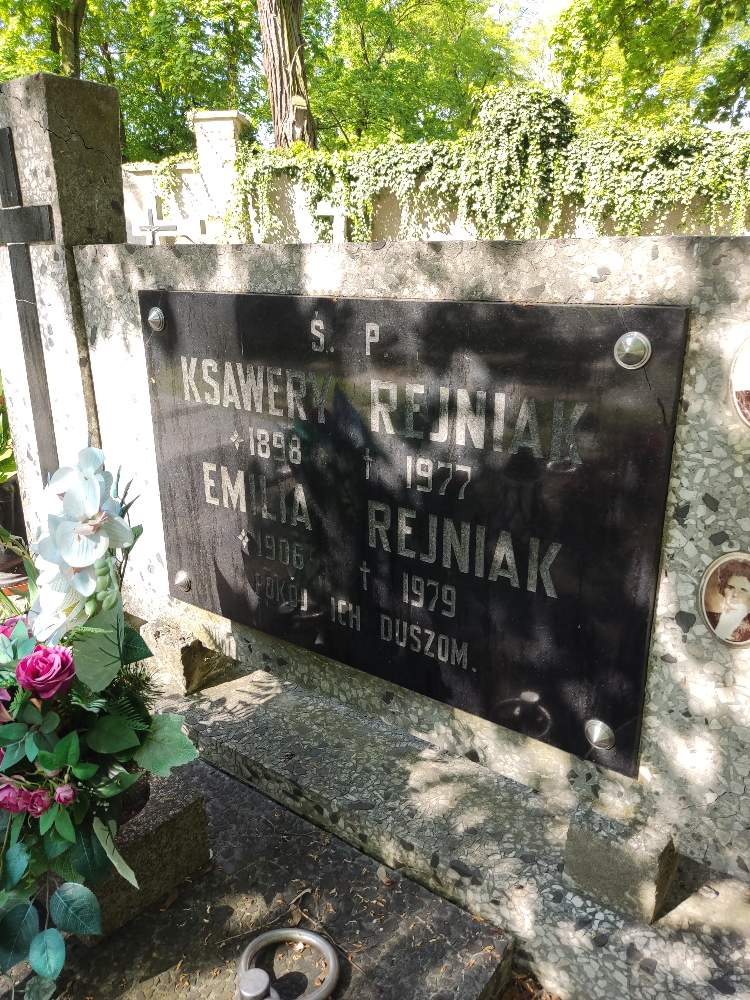 Ś. P.
KSAWERY REJNIAK
* 1898 † 1977
EMILIA REJNIAK
* 1906 † 1979
POKÓJ ICH DUSZOM.